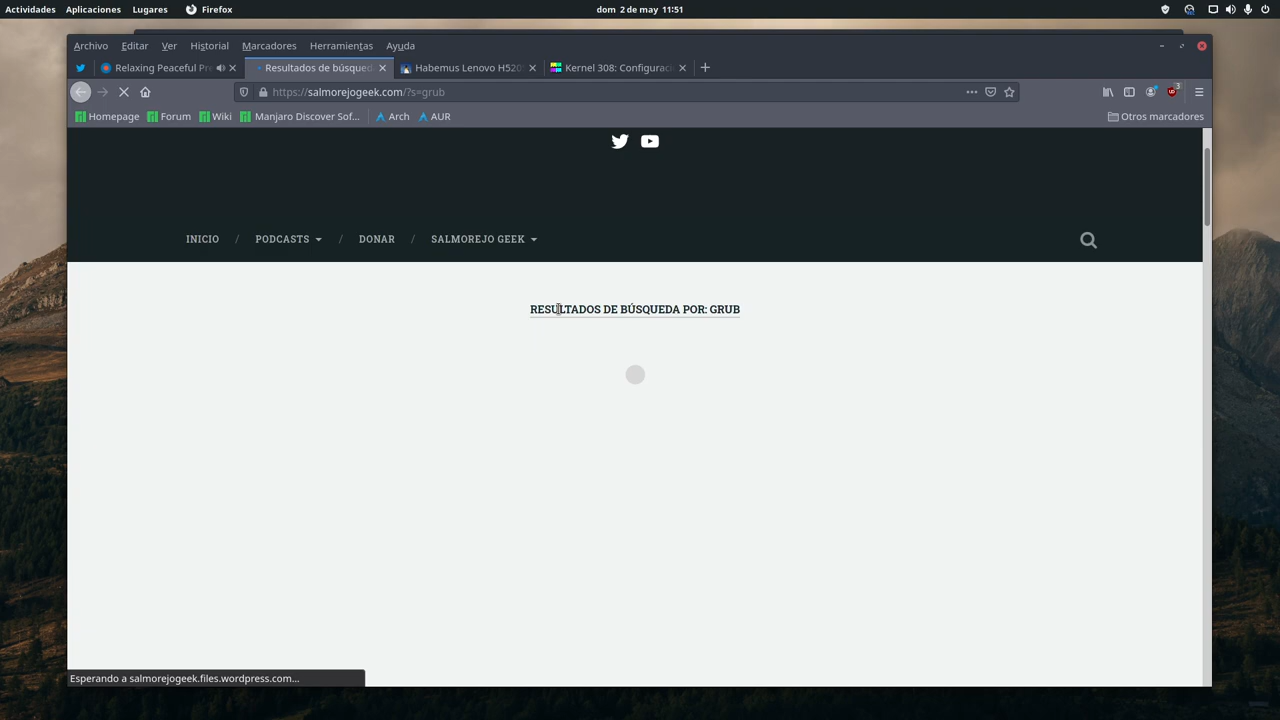 Actividades Aplicaciones Lugares Firefox dom 2 de may 11:51
Archivo Editar Ver Historial Marcadores Herramientas Ayuda
Relaxing Peaceful Pr Resultados de búsqued Habemus Lenovo H520 Kernel 308: Configuraci
https://salmorejogeek.com/?s=grub 3
Homepage Forum Wiki Manjaro Discover Sof... Arch AUR Otros marcadores
INICIO / PODCASTS / DONAR / SALMOREJO GEEK
RESULTADOS DE BÚSQUEDA POR: GRUB
Esperando a salmorejogeek.files.wordpress.com...